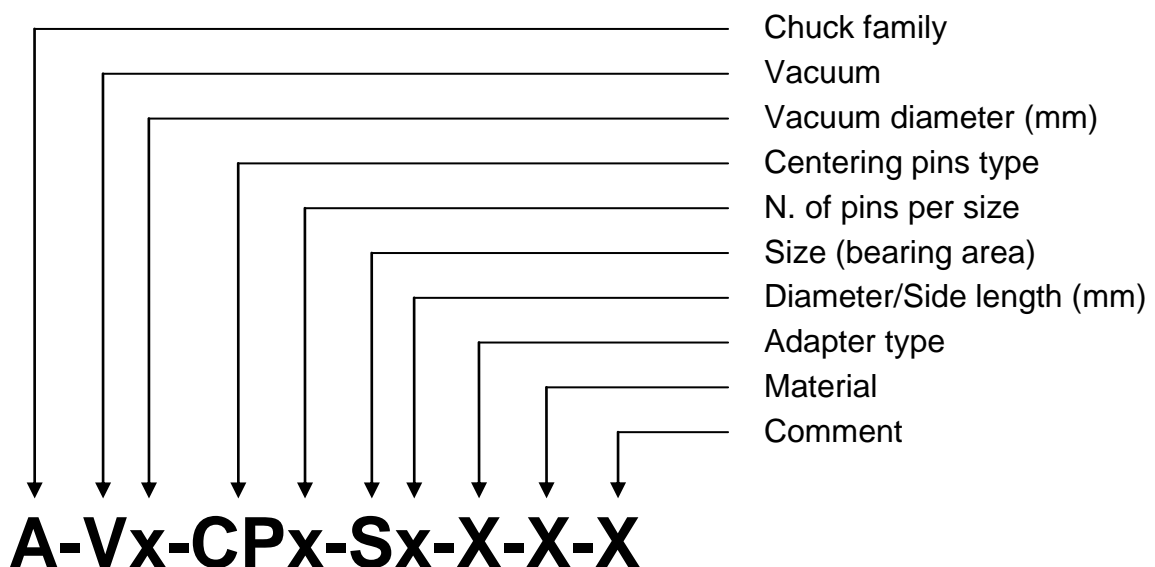 Chuck family
Vacuum
Vacuum diameter (mm)
Centering pins type
N. of pins per size
Size (bearing area)
Diameter/Side length (mm)
Adapter type
Material
Comment
A-Vx-CPx-Sx-X-X-X